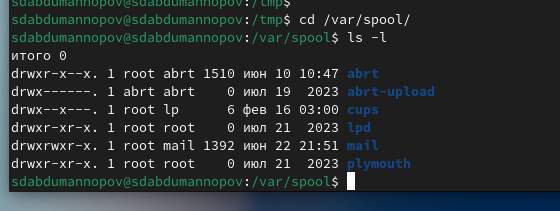 sdabdumannopov@sdabdumannopov:/tmp$
sdabdumannopov@sdabdumannopov:/tmp$ cd /var/spool/
sdabdumannopov@sdabdumannopov:/var/spool$ ls -l
итого 0
drwxr-x--x. 1 root abrt 1510 июн 10 10:47 abrt
drwx------. 1 abrt abrt    0 июл 19  2023 abrt-upload
drwx--x---. 1 root lp      6 фев 16 03:00 cups
drwxr-xr-x. 1 root root    0 июл 21  2023 lpd
drwxrwxr-x. 1 root mail 1392 июн 22 21:51 mail
drwxr-xr-x. 1 root root    0 июл 21  2023 plymouth
sdabdumannopov@sdabdumannopov:/var/spool$